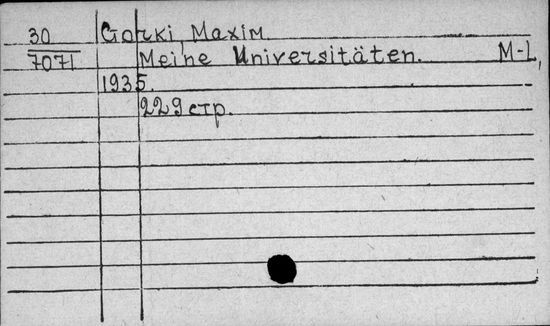 30 Gorki, Maxim.
7071 Meine Universitäten. M-L,
1935.
229 стр.